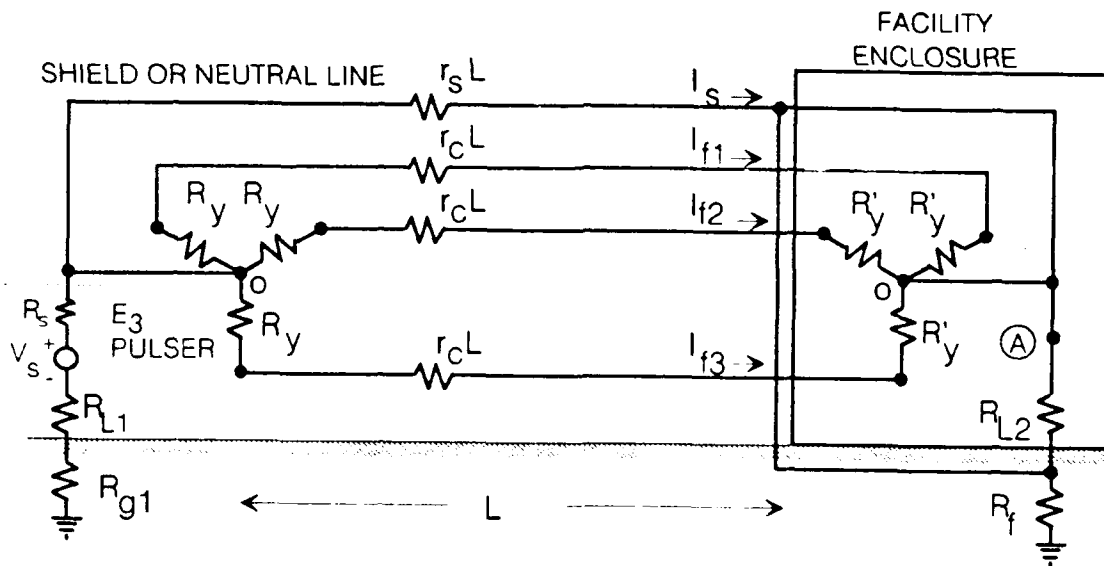 FACILITY
ENCLOSURE
SHIELD OR NEUTRAL LINE
r_s L
I_s
r_c L
I_f1
R_y R_y
r_c L
I_f2
R'_y R'_y
o
o
R_s
E_3
PULSER
V_s
+
-
R_y
r_c L
I_f3
R'_y
A
R_L1
R_L2
R_g1
L
R_f